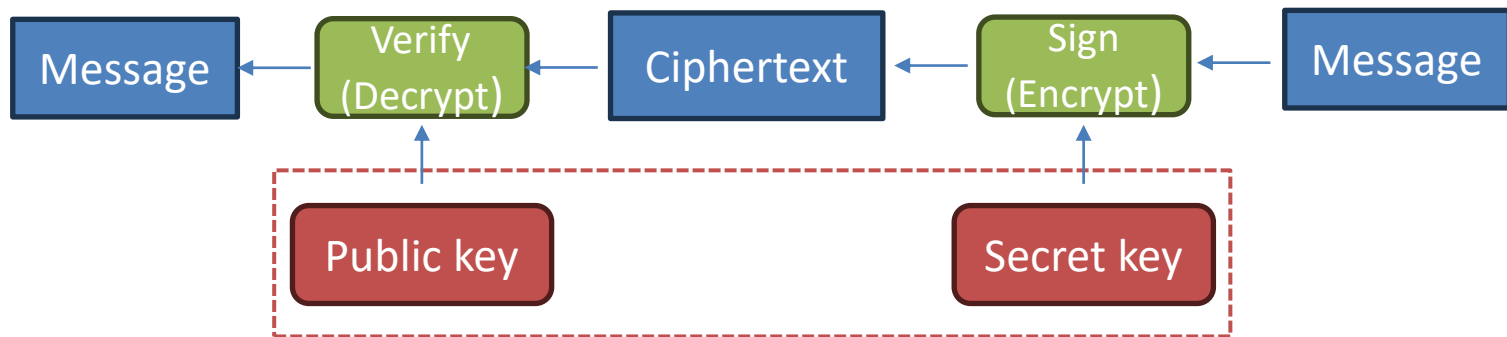 Message
Verify
(Decrypt)
Ciphertext
Sign
(Encrypt)
Message
Public key
Secret key